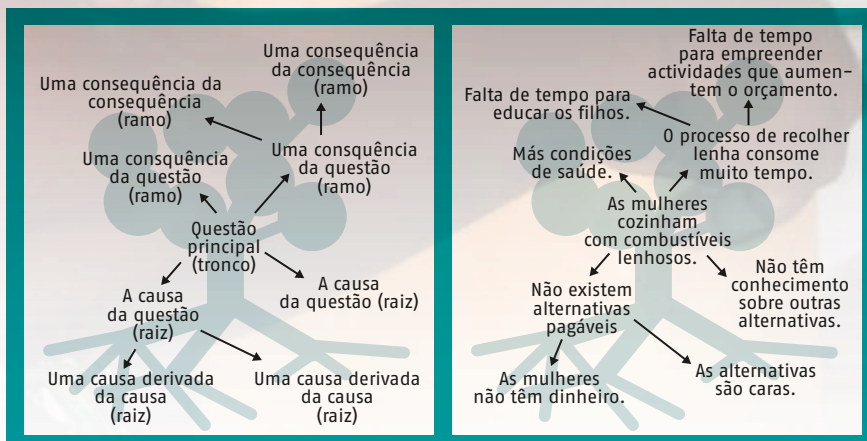 Uma consequência
da consequência
(ramo)
Uma consequência da
consequência
(ramo)
Uma consquência
da questão
(ramo)
Uma consquência
da questão
(ramo)
Questão
principal
(tronco)
A causa
da questão
(raiz)
A causa
da questão (raiz)
Uma causa derivada
da causa
(raiz)
Uma causa derivada
da causa
(raiz)
Falta de tempo
para empreender
actividades que aumen-
tem o orçamento.
Falta de tempo para
educar os filhos.
O processo de recolher
lenha consome
muito tempo.
Más condições
de saúde.
As mulheres
cozinham
com combustíveis
lenhosos.
Não existem
alternativas
pagáveis
Não têm
conhecimento
sobre outras
alternativas.
As mulheres
não têm dinheiro.
As alternativas
são caras.